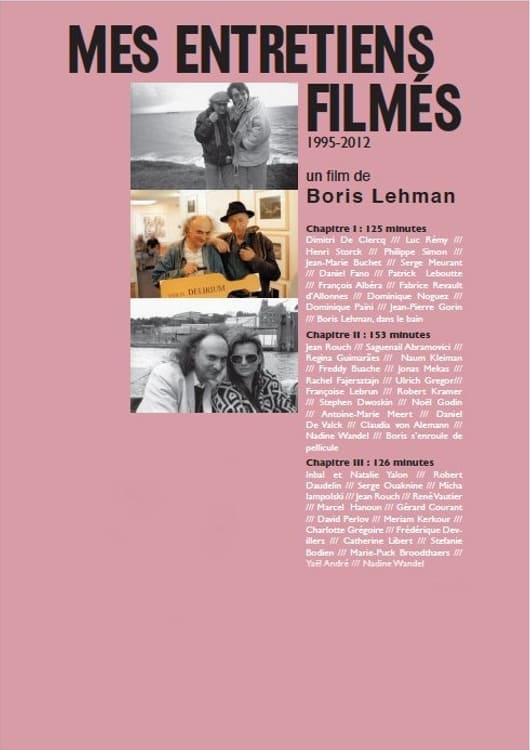 MES ENTRETIENS
FILMÉS
1995-2012
un film de
Boris Lehman
DELIRIUM
Chapitre I : 125 minutes
Dimitri De Clercq /// Luc Rémy ///
Henri Storck /// Philippe Simon ///
Jean-Marie Buchet /// Serge Meurant
/// Daniel Fano /// Patrick Leboutte
/// François Albéra /// Fabrice Revault
d'Allonnes /// Dominique Noguez ///
Dominique Païni /// Jean-Pierre Gorin
/// Boris Lehman, dans le bain
Chapitre II : 153 minutes
Jean Rouch /// Saguenail Abramovici ///
Regina Guimarães /// Naum Kleiman
/// Freddy Buache /// Jonas Mekas ///
Rachel Fajersztajn /// Ulrich Gregor///
Françoise Lebrun /// Robert Kramer
/// Stephen Dwoskin /// Noël Godin
/// Antoine-Marie Meert /// Daniel
De Valck /// Claudia von Alemann ///
Nadine Wandel /// Boris s'enroule de
pellicule
Chapitre III : 126 minutes
Inbal et Natalie Yalon /// Robert
Daudelin /// Serge Ouaknine /// Micha
Iampolski /// Jean Rouch /// René Vautier
/// Marcel Hanoun /// Gérard Courant
/// David Perlov /// Meriam Kerkour ///
Charlotte Grégoire /// Frédérique Dev-
illers /// Catherine Libert /// Stefanie
Bodien /// Marie-Puck Broodthaers ///
Yaël André /// Nadine Wandel